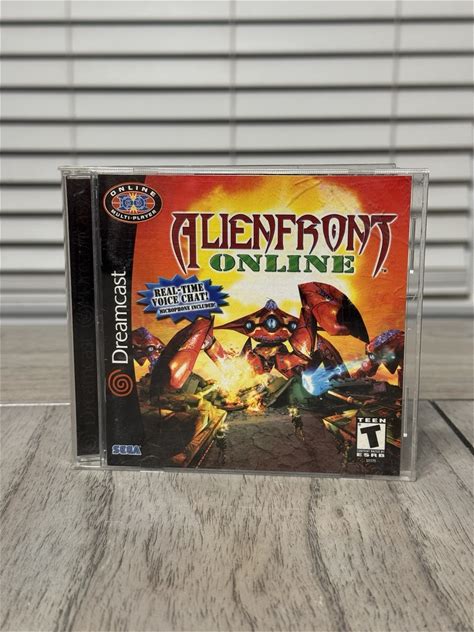 ONLINE
MULTI-PLAYER
ALIENFRONT
ONLINE
REAL-TIME
VOICE CHAT!
MICROPHONE INCLUDED!
Dreamcast
SEGA
TEEN
T
ESRB